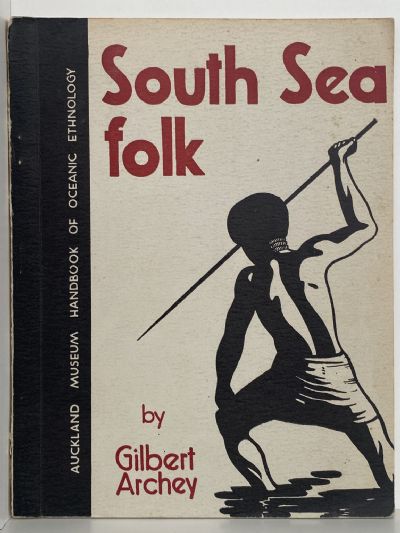 South Sea
folk
by
Gilbert
Archey
AUCKLAND MUSEUM HANDBOOK OF OCEANIC ETHNOLOGY